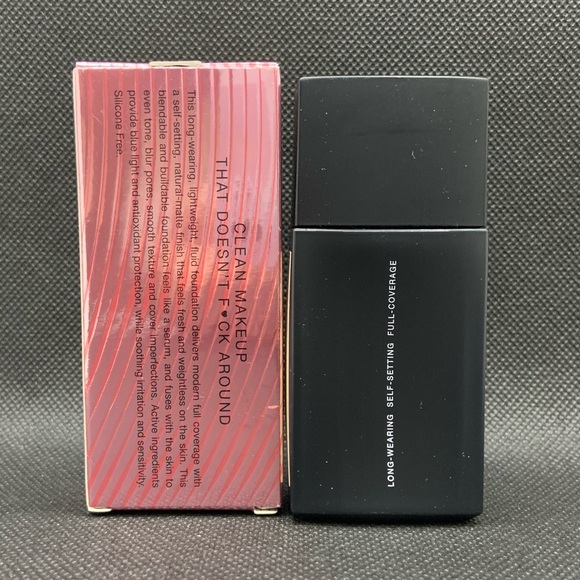 CLEAN MAKEUP
THAT DOESN'T F♥CK AROUND
This long-wearing, lightweight, fluid foundation delivers modern full coverage with
a self-setting, natural-matte finish that feels fresh and weightless on the skin. This
blendable and buildable foundation feels like a serum, and fuses with the skin to
even tone, blur pores, smooth texture and cover imperfections. Active ingredients
provide blue light and antioxidant protection, while soothing irritation and sensitivity.
Silicone Free.
LONG-WEARING SELF-SETTING FULL-COVERAGE